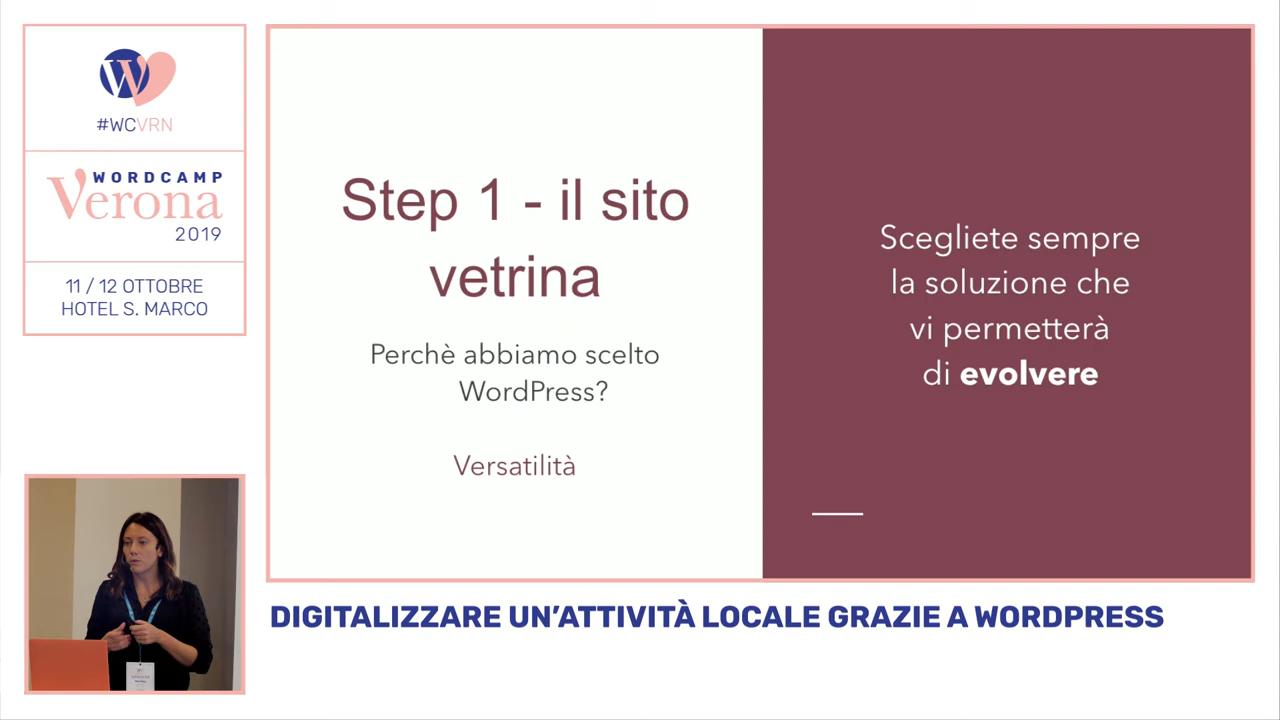 #WCVRN
WORDCAMP
Verona
2019
11 / 12 OTTOBRE
HOTEL S. MARCO
Step 1 - il sito
vetrina
Perchè abbiamo scelto
WordPress?
Versatilità
Scegliete sempre
la soluzione che
vi permetterà
di evolvere
DIGITALIZZARE UN'ATTIVITÀ LOCALE GRAZIE A WORDPRESS